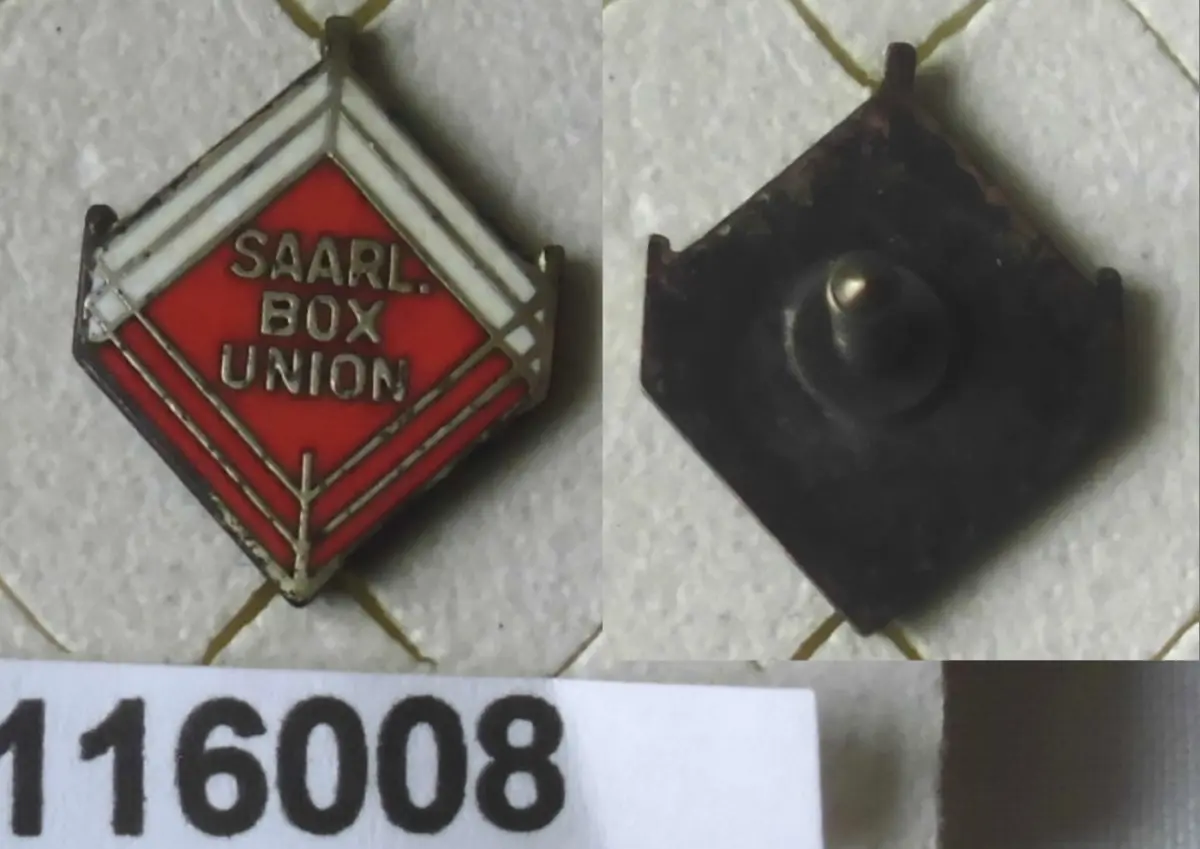 SAARL.
BOX
UNION
116008